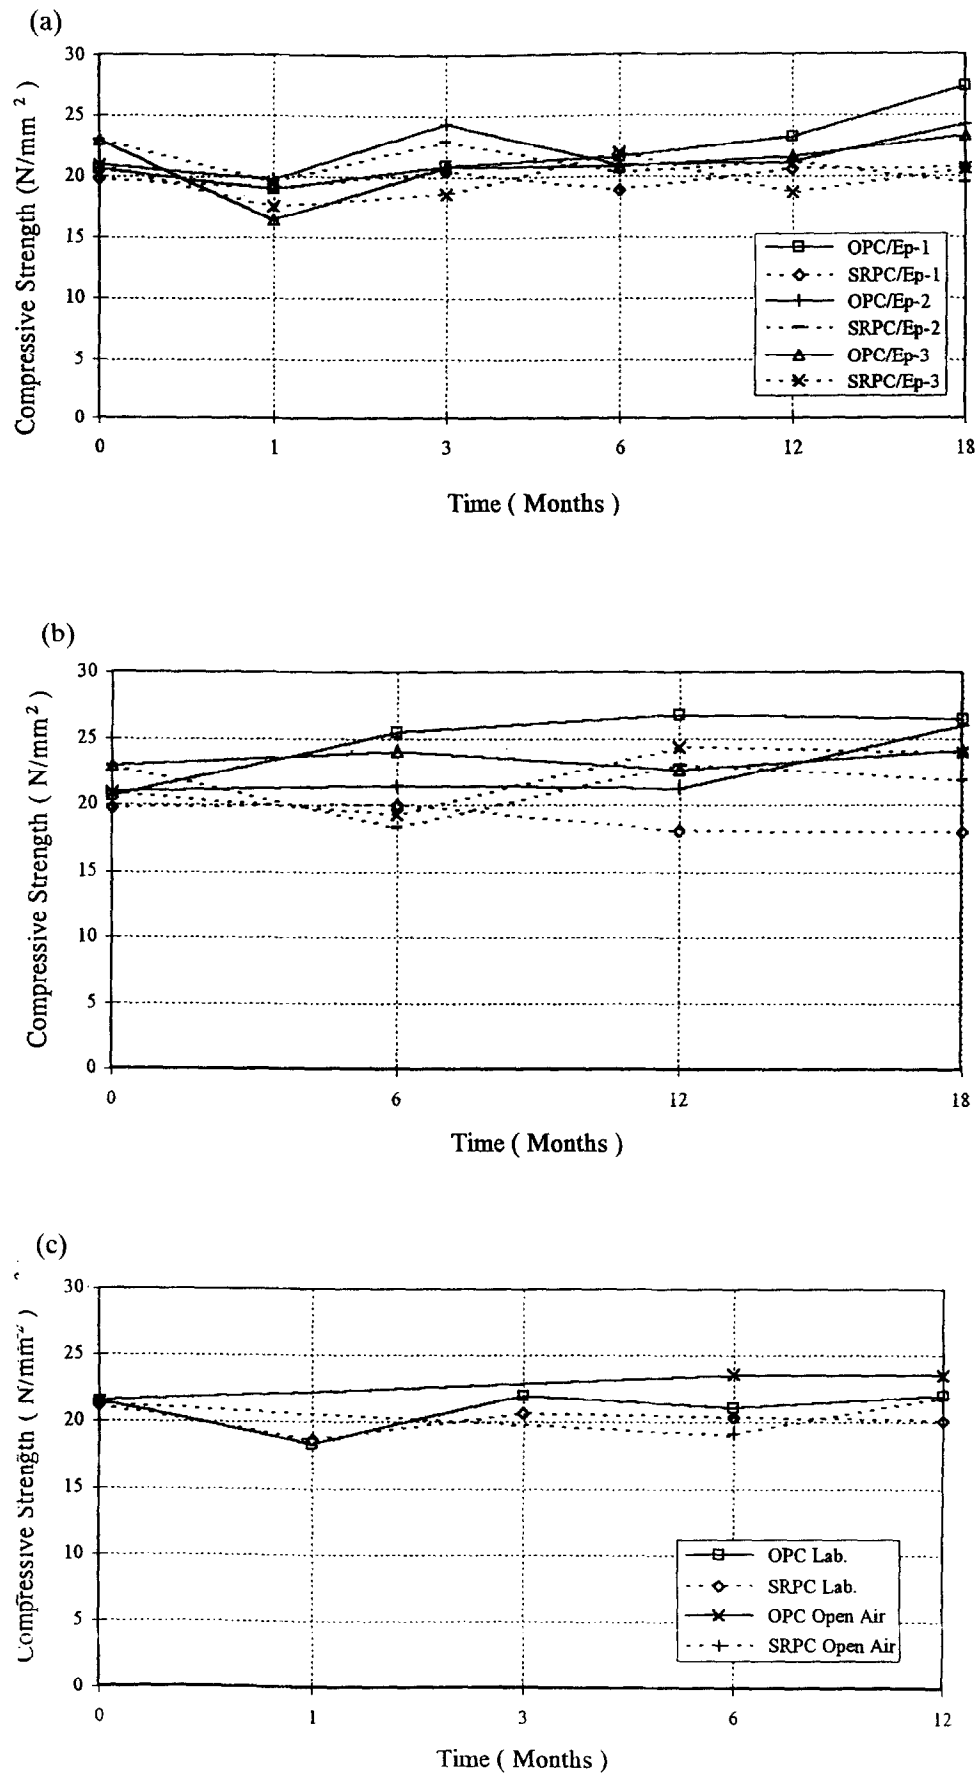 (a)
Compressive Strength (N/mm 2 )
30
25
20
15
10
5
0
0 1 3 6 12 18
OPC/Ep-1
SRPC/Ep-1
OPC/Ep-2
SRPC/Ep-2
OPC/Ep-3
SRPC/Ep-3
Time ( Months )
(b)
Compressive Strength ( N/mm2 )
30
25
20
15
10
5
0
0 6 12 18
Time ( Months )
(c)
Compressive Strength ( N/mm2 )
30
25
20
15
10
5
0
0 1 3 6 12
OPC Lab.
SRPC Lab.
OPC Open Air
SRPC Open Air
Time ( Months )